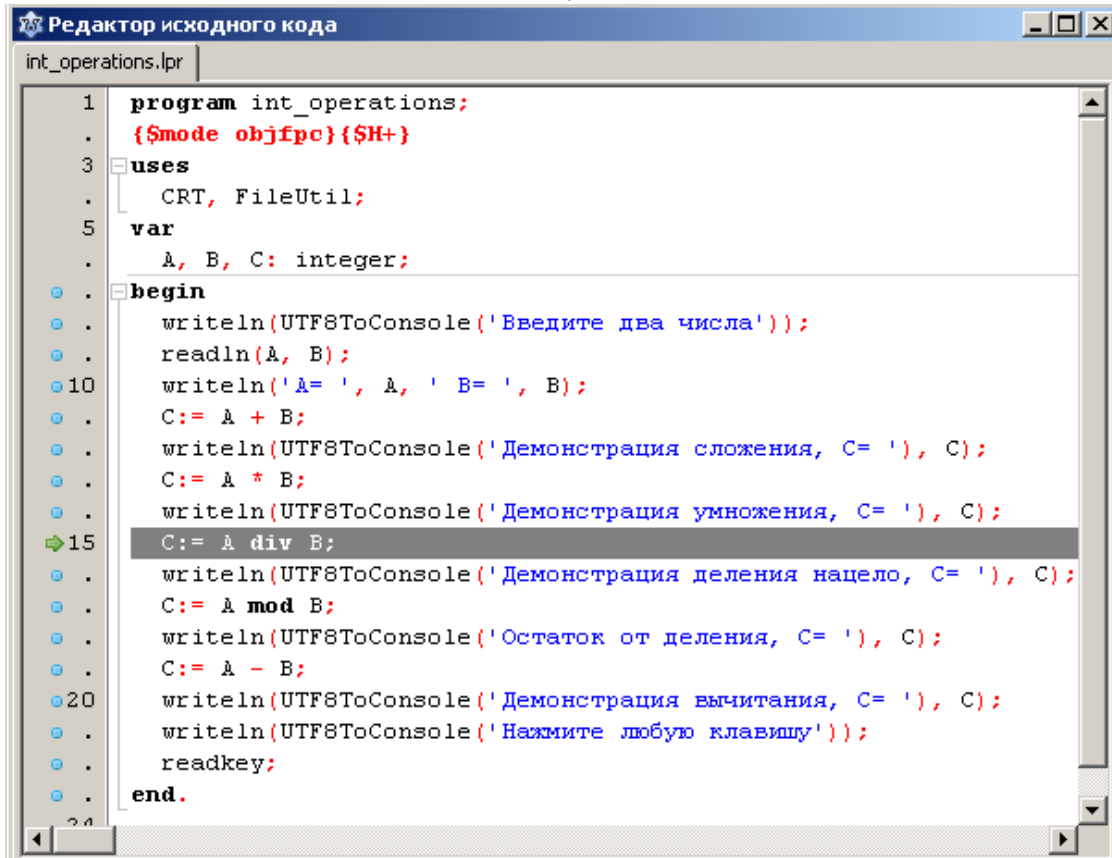 Редактор исходного кода
int_operations.lpr
1 program int_operations;
. {$mode objfpc}{$H+}
3 uses
. CRT, FileUtil;
5 var
. A, B, C: integer;
. begin
. writeln(UTF8ToConsole('Введите два числа'));
. readln(A, B);
10 writeln('A= ', A, ' B= ', B);
. C:= A + B;
. writeln(UTF8ToConsole('Демонстрация сложения, C= '), C);
. C:= A * B;
. writeln(UTF8ToConsole('Демонстрация умножения, C= '), C);
15 C:= A div B;
. writeln(UTF8ToConsole('Демонстрация деления нацело, C= '), C);
. C:= A mod B;
. writeln(UTF8ToConsole('Остаток от деления, C= '), C);
. C:= A - B;
20 writeln(UTF8ToConsole('Демонстрация вычитания, C= '), C);
. writeln(UTF8ToConsole('Нажмите любую клавишу'));
. readkey;
. end.
24